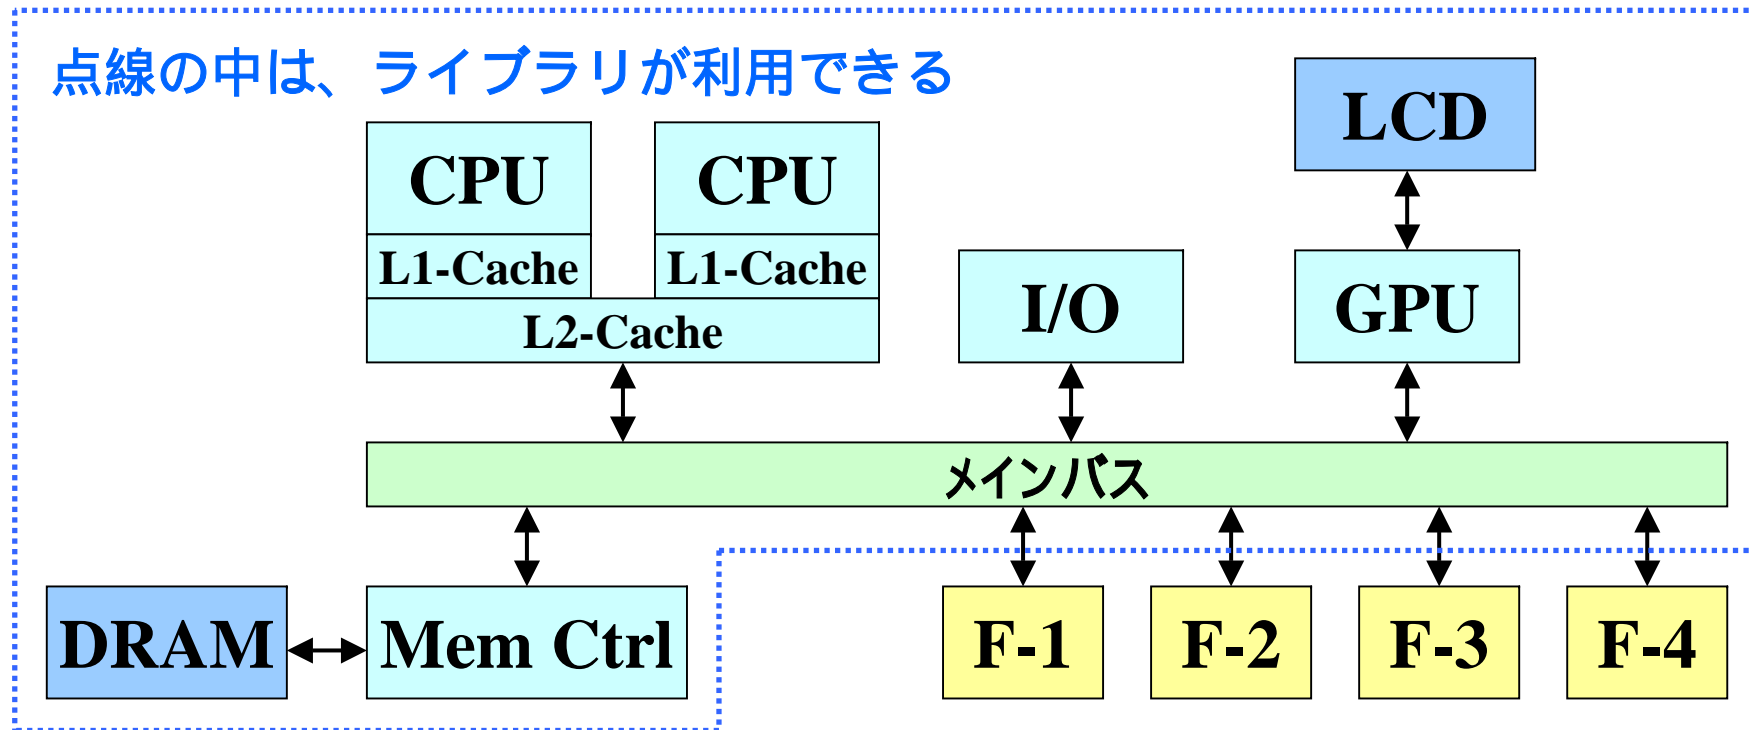 点線の中は、ライブラリが利用できる
LCD
CPU
CPU
L1-Cache
L1-Cache
L2-Cache
I/O
GPU
メインバス
DRAM
Mem Ctrl
F-1
F-2
F-3
F-4